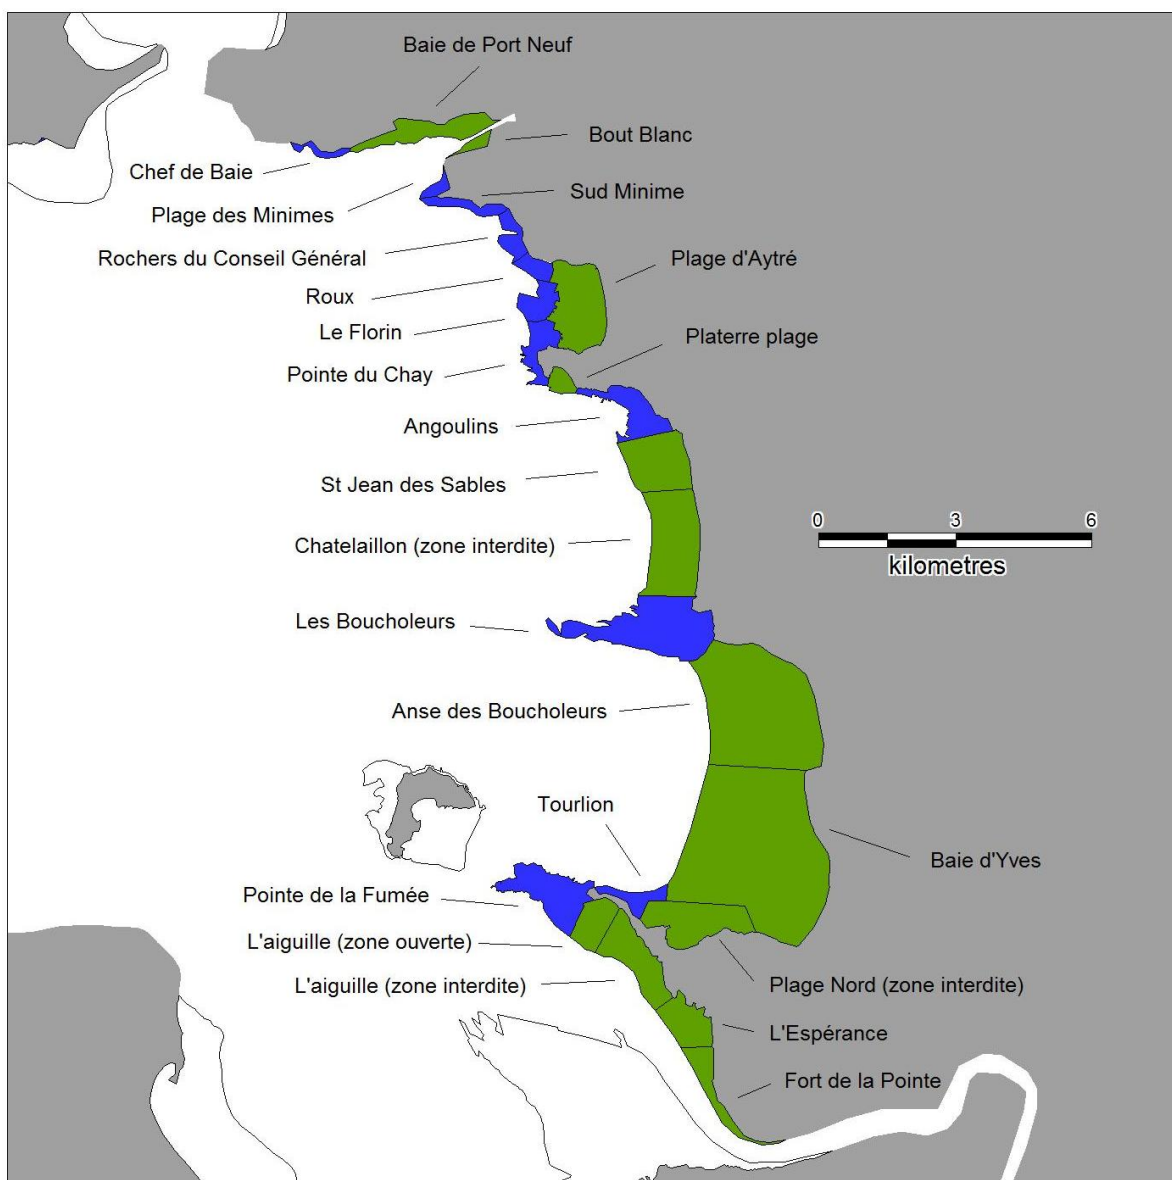 Baie de Port Neuf
Bout Blanc
Chef de Baie
Sud Minime
Plage des Minimes
Rochers du Conseil Général
Plage d'Aytré
Roux
Le Florin
Platerre plage
Pointe du Chay
Angoulins
St Jean des Sables
0 3 6
kilometres
Chatelaillon (zone interdite)
Les Boucholeurs
Anse des Boucholeurs
Tourlion
Baie d'Yves
Pointe de la Fumée
L'aiguille (zone ouverte)
L'aiguille (zone interdite)
Plage Nord (zone interdite)
L'Espérance
Fort de la Pointe